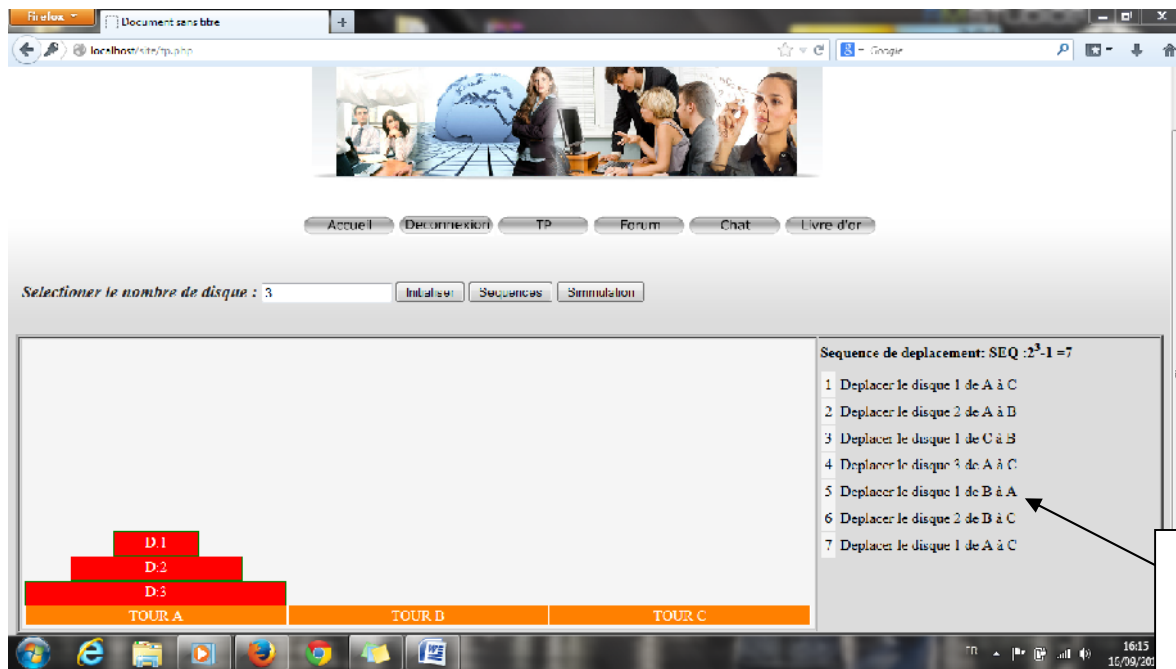 Firefox
Document sans titre
+
localhost/site/tp.php
Google
Accueil Deconnexion TP Forum Chat Livre d'or
Selectioner le nombre de disque : 3 Initialiser Sequences Simmulation
Sequence de deplacement: SEQ :2³-1 =7
1 Deplacer le disque 1 de A à C
2 Deplacer le disque 2 de A à B
3 Deplacer le disque 1 de C à B
4 Deplacer le disque 3 de A à C
5 Deplacer le disque 1 de B à A
6 Deplacer le disque 2 de B à C
7 Deplacer le disque 1 de A à C
D:1
D:2
D:3
TOUR A TOUR B TOUR C
FR
16:15